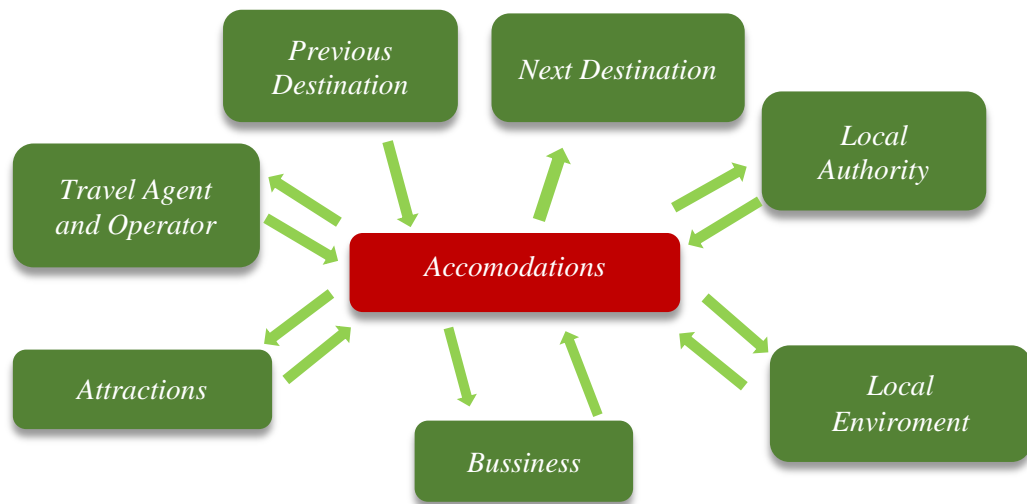 Previous
Destination
Next Destination
Local
Authority
Travel Agent
and Operator
Accomodations
Attractions
Local
Enviroment
Bussiness